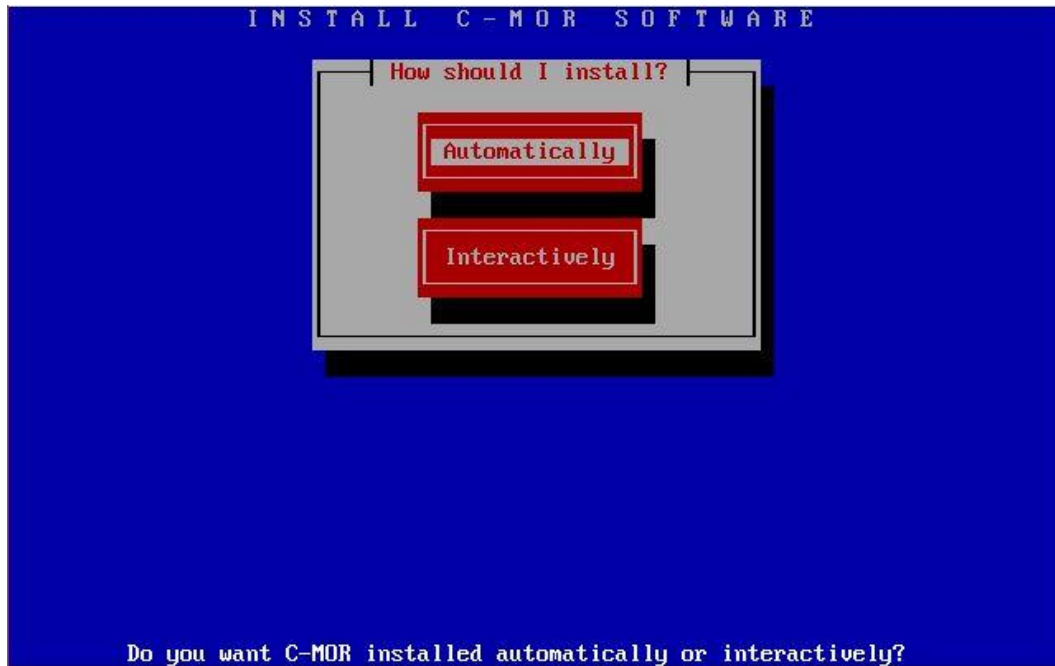 INSTALL C-MOR SOFTWARE
How should I install?
Automatically
Interactively
Do you want C-MOR installed automatically or interactively?